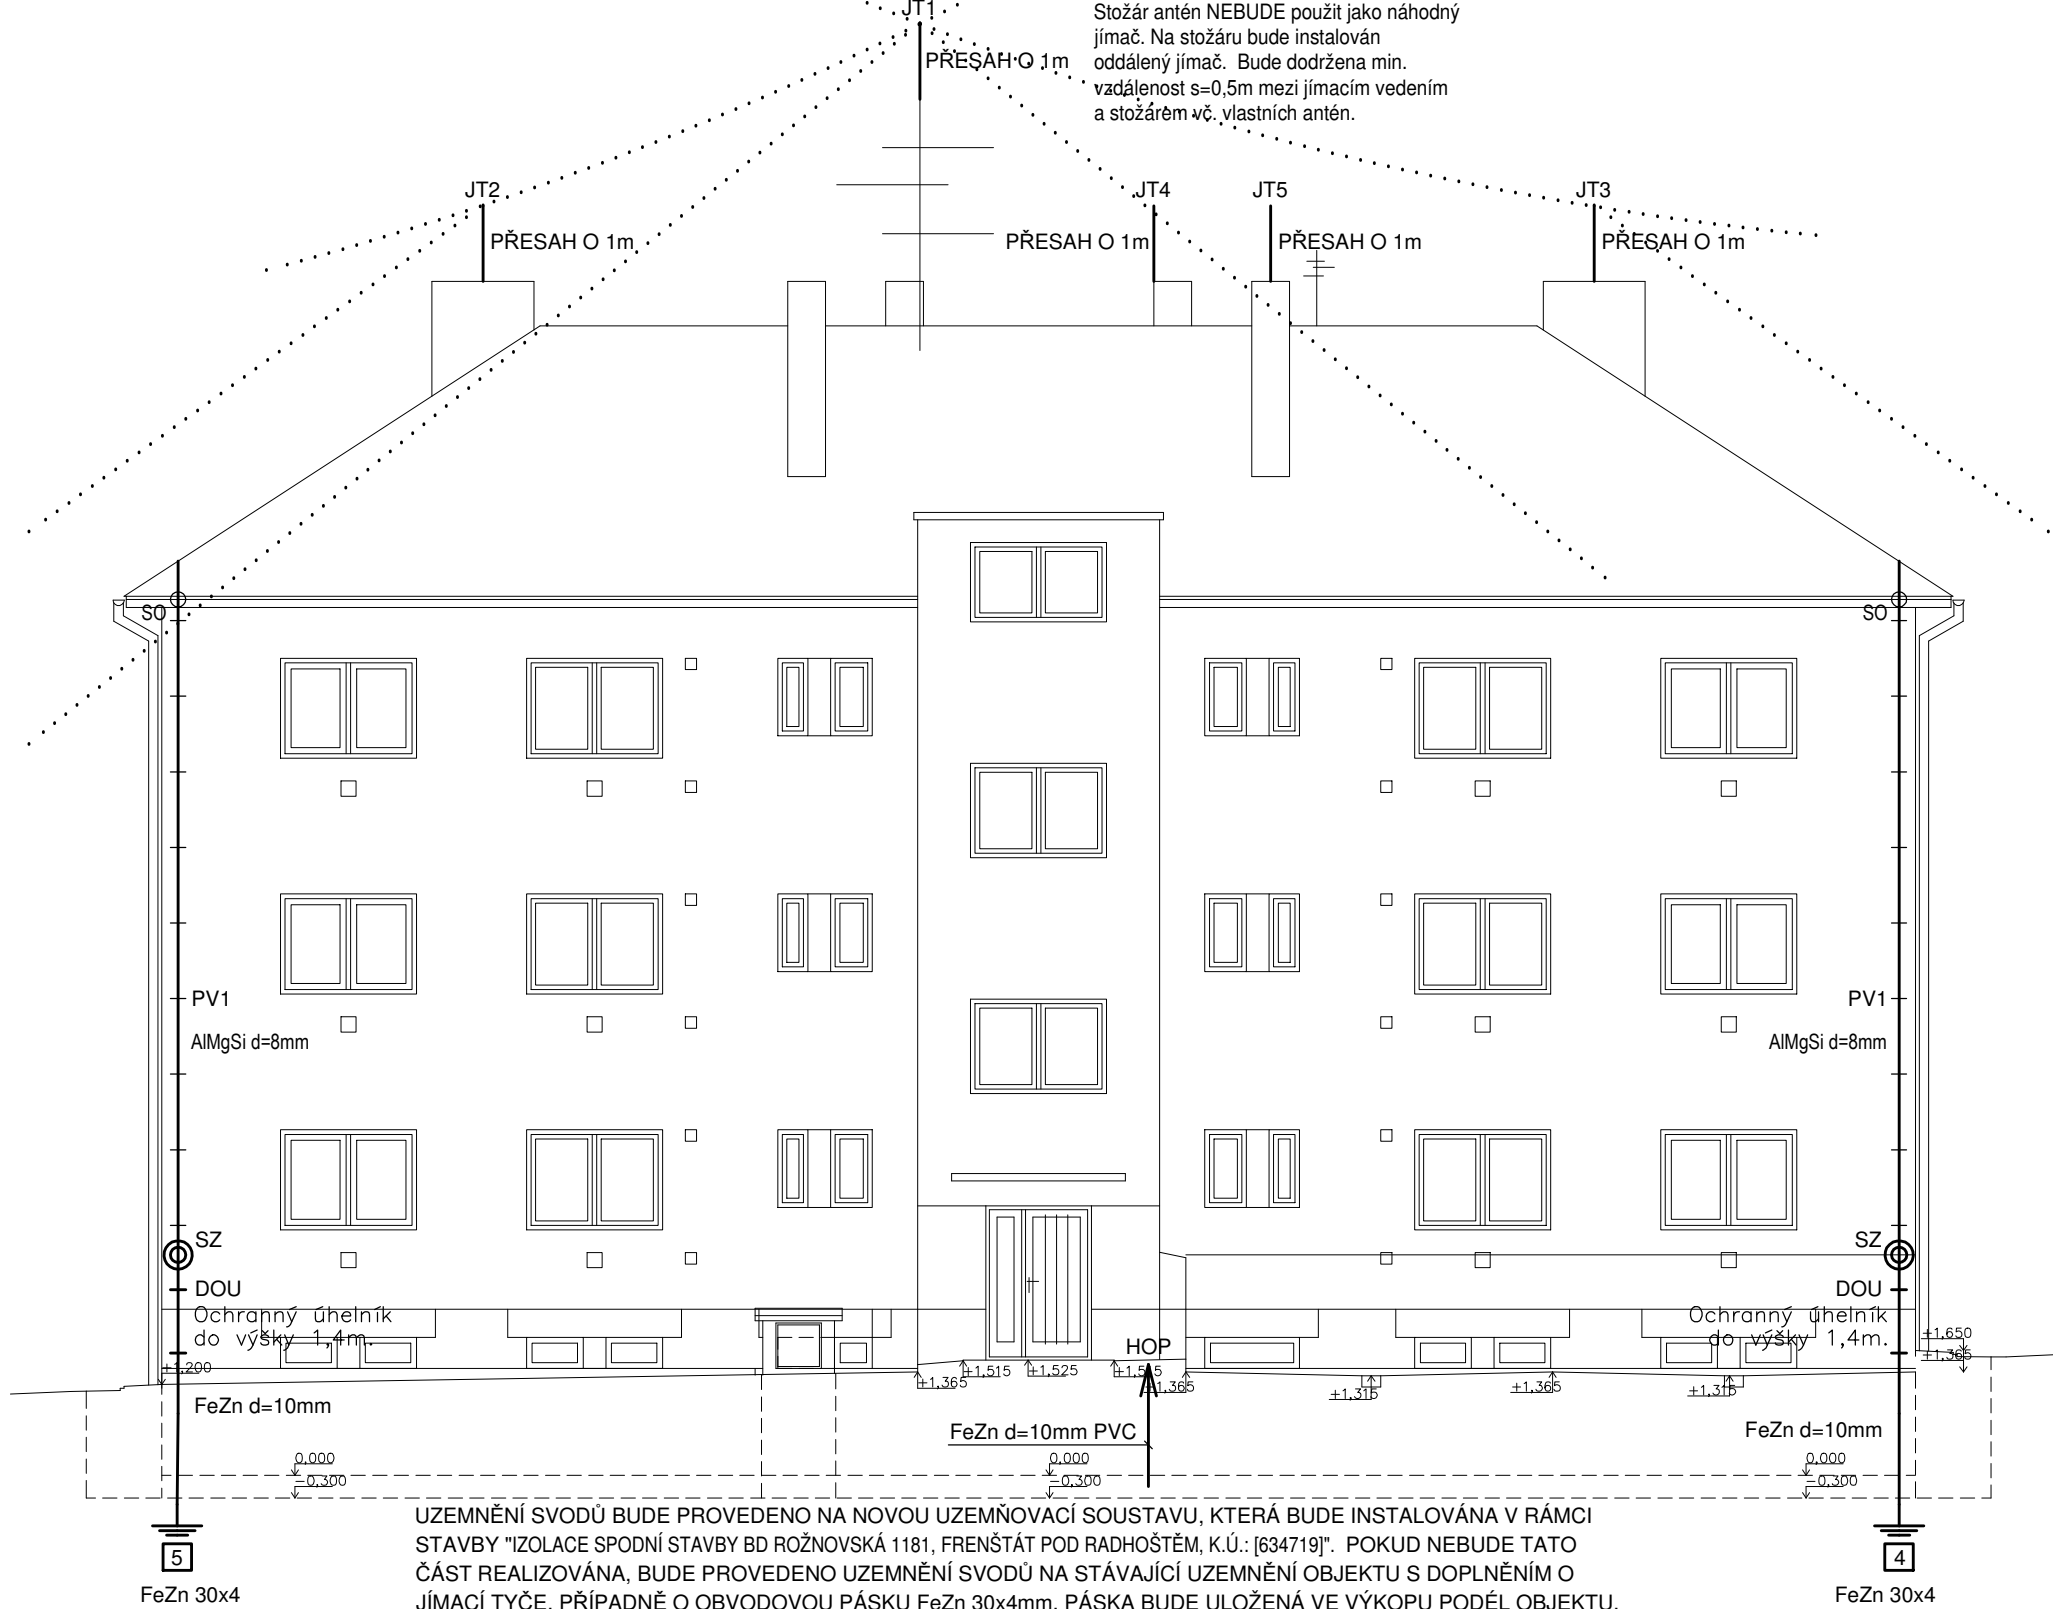 JT1
Stožár antén NEBUDE použit jako náhodný
jímač. Na stožáru bude instalován
oddálený jímač. Bude dodržena min.
vzdálenost s=0,5m mezi jímacím vedením
a stožárem vč. vlastních antén.
PŘESAH O 1m
JT2
JT4
JT5
JT3
PŘESAH O 1m
PŘESAH O 1m
PŘESAH O 1m
PŘESAH O 1m
SO
SO
PV1
PV1
AlMgSi d=8mm
AlMgSi d=8mm
SZ
SZ
DOU
DOU
Ochranný úhelník
do výšky 1,4m.
Ochranný úhelník
do výšky 1,4m.
HOP
+1,650
+1,365
+1,200
+1,365
+1,515
+1,525
+1,365
+1,315
+1,365
+1,315
FeZn d=10mm
FeZn d=10mm PVC
FeZn d=10mm
0,000
-0,300
0,000
-0,300
0,000
-0,300
UZEMNĚNÍ SVODŮ BUDE PROVEDENO NA NOVOU UZEMŇOVACÍ SOUSTAVU, KTERÁ BUDE INSTALOVÁNA V RÁMCI
STAVBY "IZOLACE SPODNÍ STAVBY BD ROŽNOVSKÁ 1181, FRENŠTÁT POD RADHOŠTĚM, K.Ú.: [634719]". POKUD NEBUDE TATO
ČÁST REALIZOVÁNA, BUDE PROVEDENO UZEMNĚNÍ SVODŮ NA STÁVAJÍCÍ UZEMNĚNÍ OBJEKTU S DOPLNĚNÍM O
JÍMACÍ TYČE, PŘÍPADNĚ O OBVODOVOU PÁSKU FeZn 30x4mm. PÁSKA BUDE ULOŽENÁ VE VÝKOPU PODÉL OBJEKTU.
5
4
FeZn 30x4
FeZn 30x4